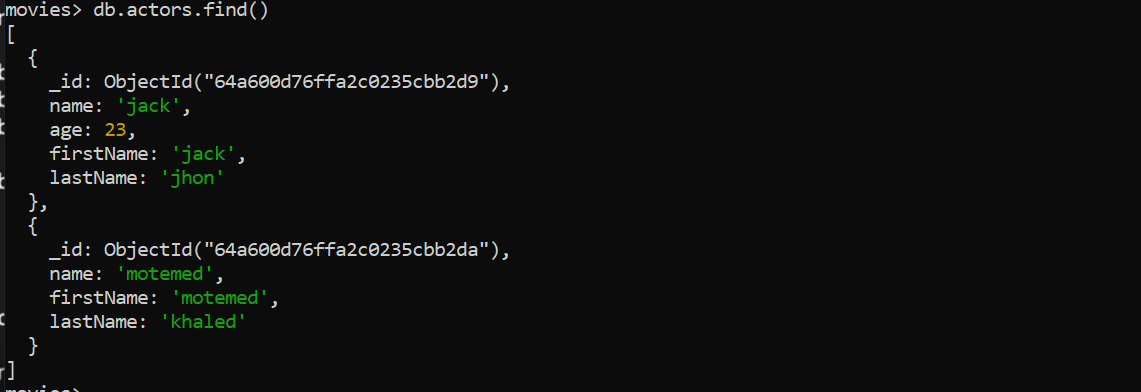 movies> db.actors.find()
[
  {
    _id: ObjectId("64a600d76ffa2c0235cbb2d9"),
    name: 'jack',
    age: 23,
    firstName: 'jack',
    lastName: 'jhon'
  },
  {
    _id: ObjectId("64a600d76ffa2c0235cbb2da"),
    name: 'motemed',
    firstName: 'motemed',
    lastName: 'khaled'
  }
]
movies>